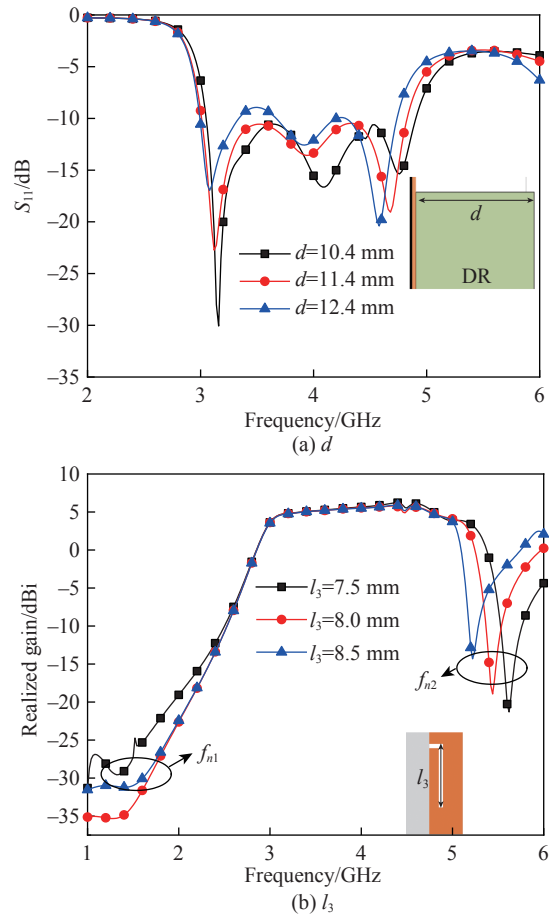 0
−5
−10
−15
−20
−25
−30
−35
S₁₁/dB
d=10.4 mm
d=11.4 mm
d=12.4 mm
d
DR
2 3 4 5 6
Frequency/GHz
(a) d
10
5
0
−5
−10
−15
−20
−25
−30
−35
Realized gain/dBi
l₃=7.5 mm
l₃=8.0 mm
l₃=8.5 mm
fₙ₂
fₙ₁
l₃
1 2 3 4 5 6
Frequency/GHz
(b) l₃